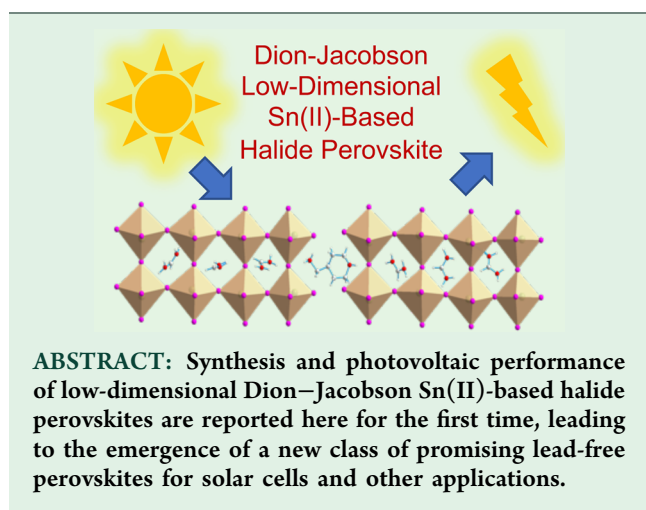 Dion-Jacobson
Low-Dimensional
Sn(II)-Based
Halide Perovskite
ABSTRACT: Synthesis and photovoltaic performance
of low-dimensional Dion−Jacobson Sn(II)-based halide
perovskites are reported here for the first time, leading
to the emergence of a new class of promising lead-free
perovskites for solar cells and other applications.